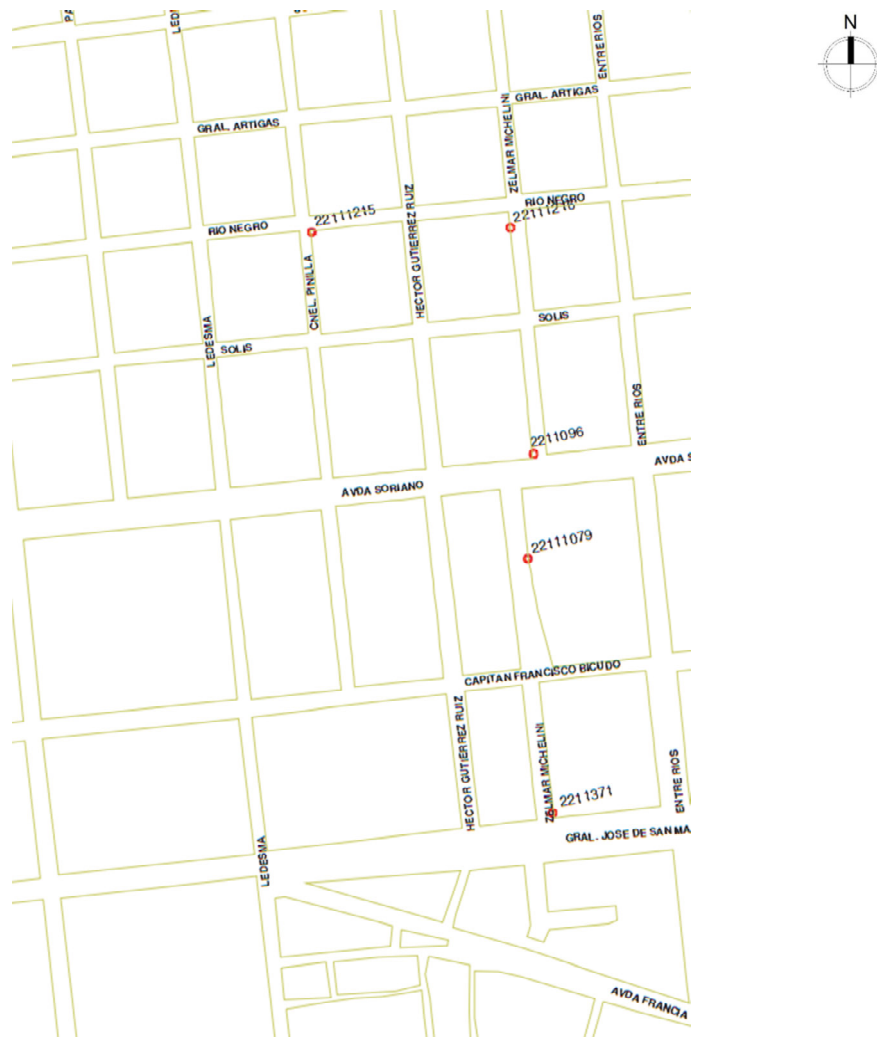 N
ENTRE RIOS
GRAL. ARTIGAS
ZELMAR MICHELINI
GRAL. ARTIGAS
RIO NEGRO
22111215
HECTOR GUTIERREZ RUIZ
RIO NEGRO
RIO NEGRO
CNEL. PINILLA
LEDESMA
SOLIS
SOLIS
ENTRE RIOS
2211096
AVDA SORIANO
22111079
CAPITAN FRANCISCO BICUDO
HECTOR GUTIERREZ RUIZ
ZELMAR MICHELINI
ENTRE RIOS
2211371
GRAL. JOSE DE SAN MA
LEDESMA
AVDA FRANCIA